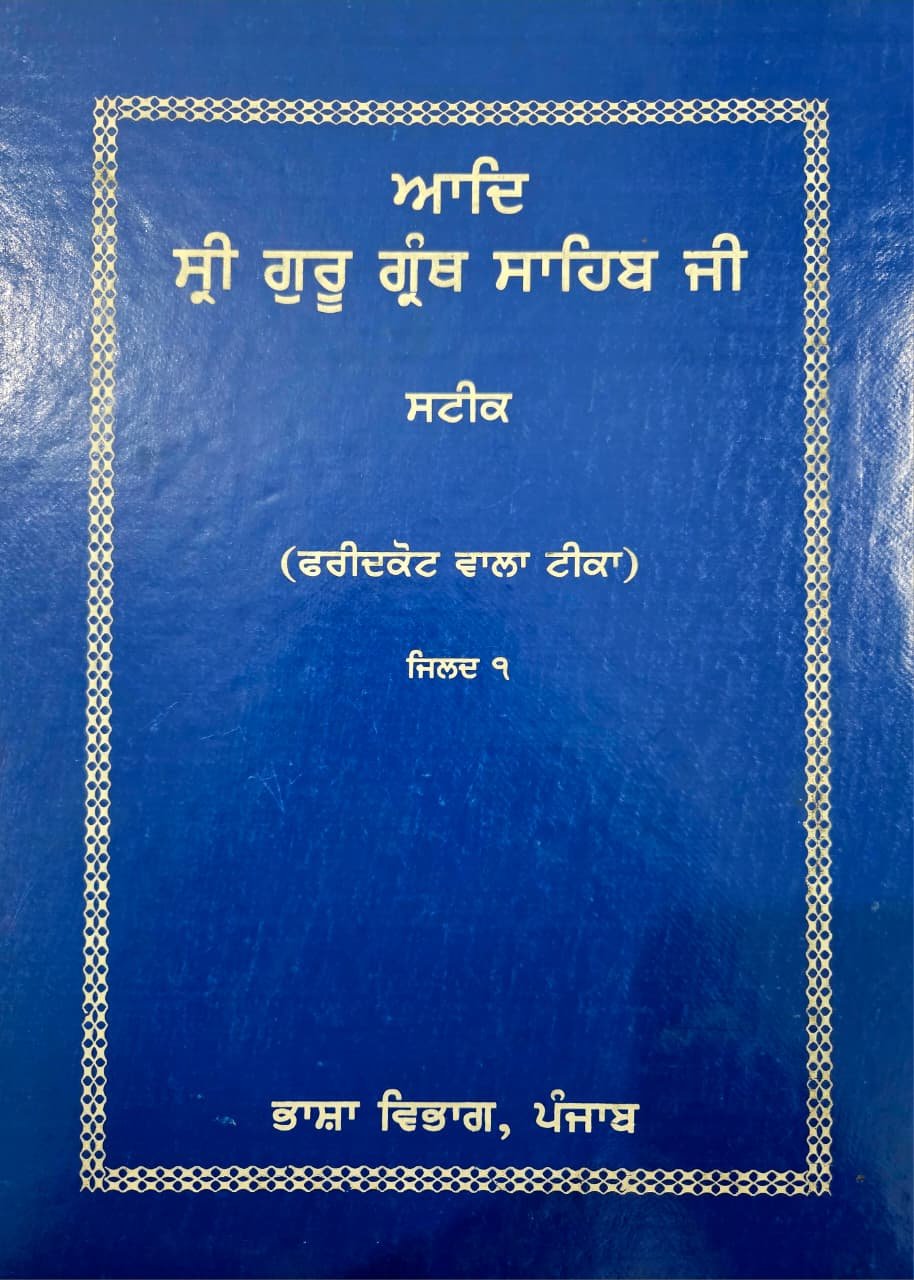 ਆਦਿ
ਸ੍ਰੀ ਗੁਰੂ ਗ੍ਰੰਥ ਸਾਹਿਬ ਜੀ
ਸਟੀਕ
(ਫਰੀਦਕੋਟ ਵਾਲਾ ਟੀਕਾ)
ਜਿਲਦ ੧
ਭਾਸ਼ਾ ਵਿਭਾਗ, ਪੰਜਾਬ